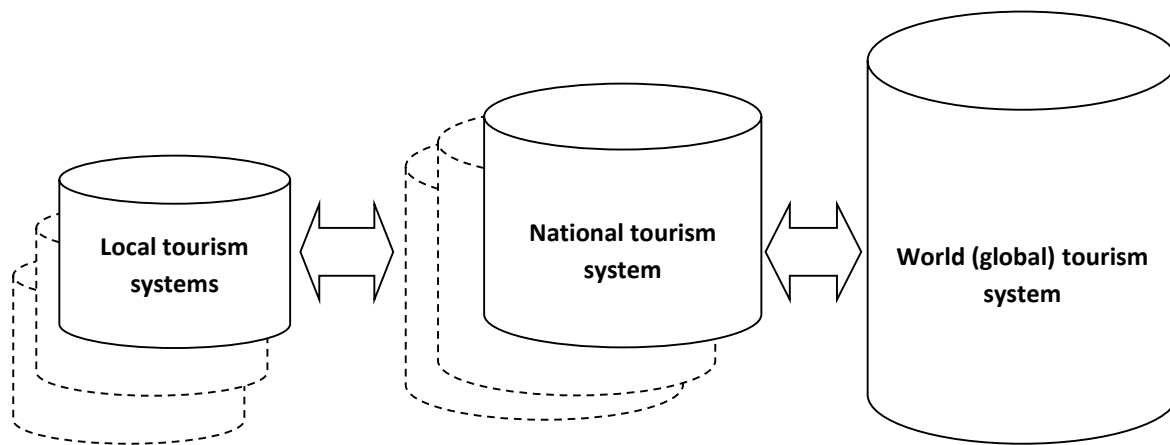 Local tourism
systems
National tourism
system
World (global) tourism
system